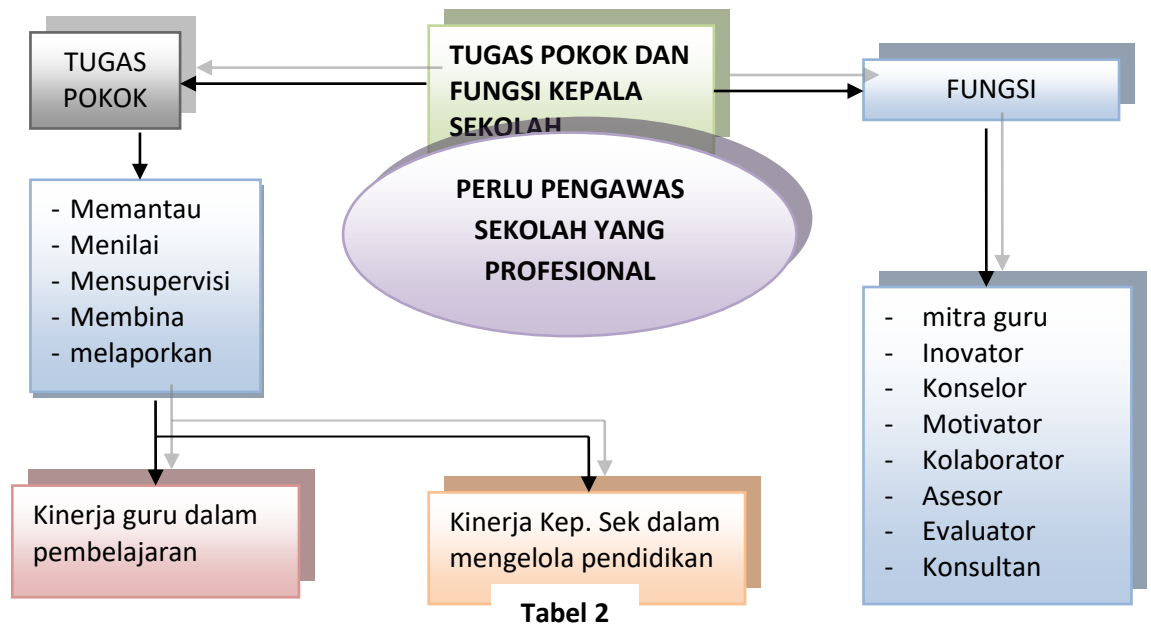 TUGAS
POKOK
TUGAS POKOK DAN
FUNGSI KEPALA
SEKOLAH
FUNGSI
PERLU PENGAWAS
SEKOLAH YANG
PROFESIONAL
- Memantau
- Menilai
- Mensupervisi
- Membina
- melaporkan
- mitra guru
- Inovator
- Konselor
- Motivator
- Kolaborator
- Asesor
- Evaluator
- Konsultan
Kinerja guru dalam
pembelajaran
Kinerja Kep. Sek dalam
mengelola pendidikan
Tabel 2